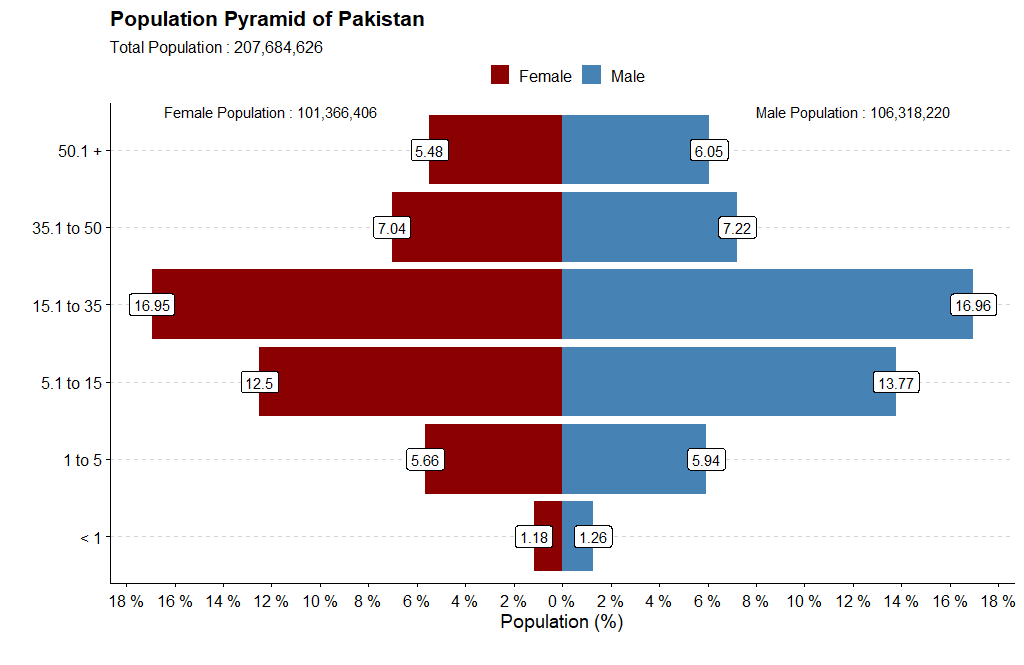 Population Pyramid of Pakistan
Total Population : 207,684,626
Female Male
Female Population : 101,366,406 Male Population : 106,318,220
50.1 + 5.48 6.05
35.1 to 50 7.04 7.22
15.1 to 35 16.95 16.96
5.1 to 15 12.5 13.77
1 to 5 5.66 5.94
< 1 1.18 1.26
18 % 16 % 14 % 12 % 10 % 8 % 6 % 4 % 2 % 0 % 2 % 4 % 6 % 8 % 10 % 12 % 14 % 16 % 18 %
Population (%)